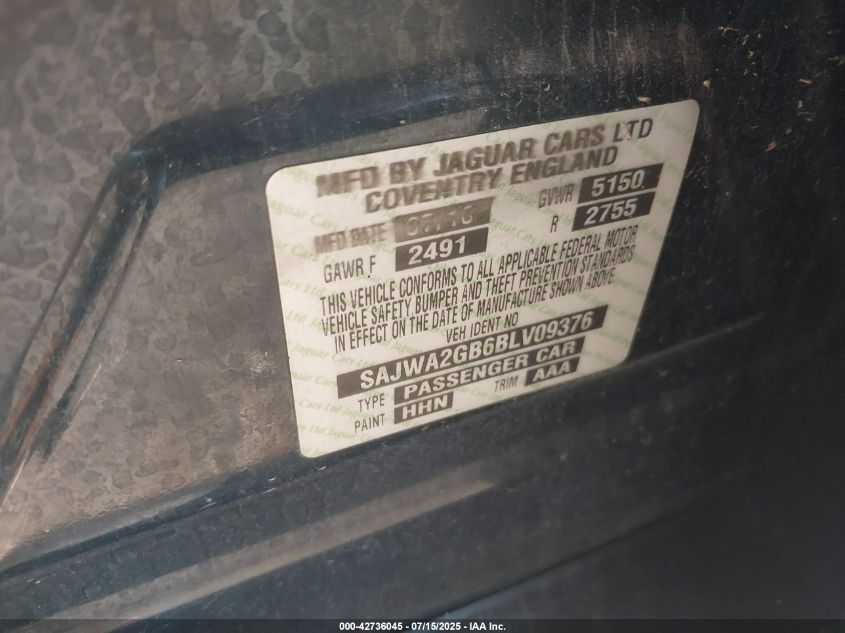 MFD BY JAGUAR CARS LTD
COVENTRY ENGLAND
MFD DATE 07/10 GVWR 5150
GAWR F 2491 R 2755
THIS VEHICLE CONFORMS TO ALL APPLICABLE FEDERAL MOTOR
VEHICLE SAFETY, BUMPER AND THEFT PREVENTION STANDARDS
IN EFFECT ON THE DATE OF MANUFACTURE SHOWN ABOVE
VEH IDENT NO
SAJWA2GB6BLV09376
TYPE PASSENGER CAR
PAINT HHN TRIM AAA
000-42736045 - 07/15/2025 - IAA Inc.